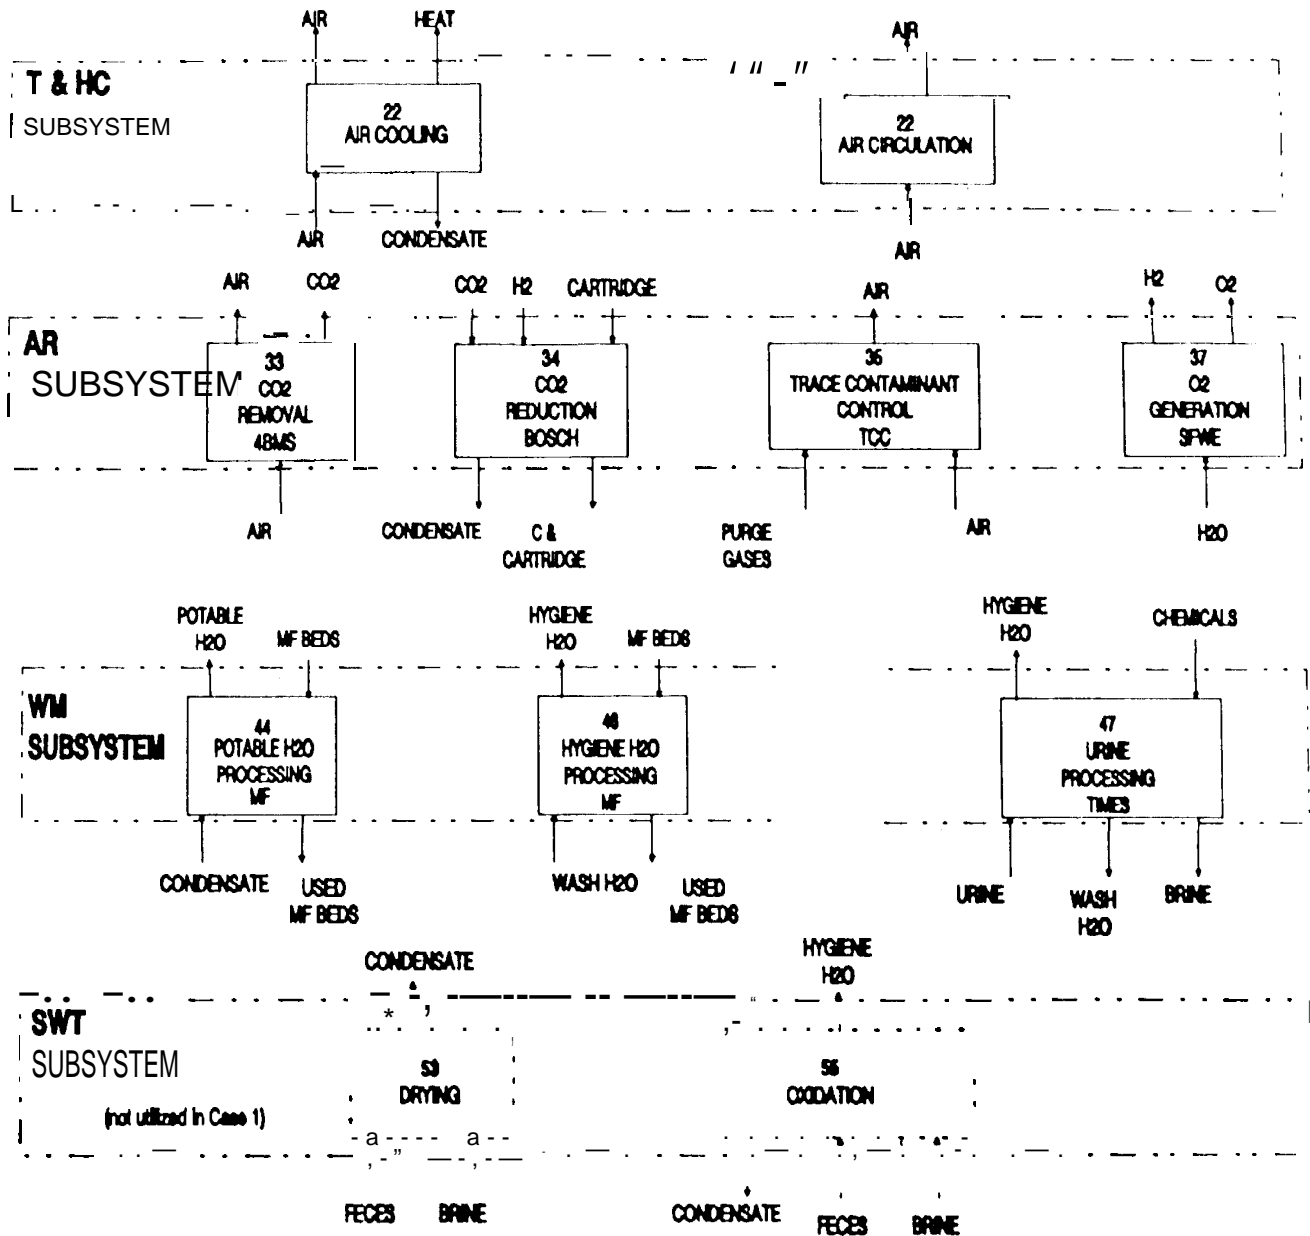 AIR HEAT AIR
T & HC
SUBSYSTEM
22
AIR COOLING
22
AIR CIRCULATION
AIR CONDENSATE
AIR
AIR CO2 CO2 H2 CARTRIDGE AIR H2 O2
AR
SUBSYSTEM
33
CO2
REMOVAL
4BMS
34
CO2
REDUCTION
BOSCH
35
TRACE CONTAMINANT
CONTROL
TCC
37
O2
GENERATION
SFWE
AIR
CONDENSATE
C &
CARTRIDGE
PURGE
GASES
AIR
H2O
POTABLE
H2O
MF BEDS
HYGIENE
H2O
MF BEDS
HYGIENE
H2O
CHEMICALS
WM
SUBSYSTEM
44
POTABLE H2O
PROCESSING
MF
46
HYGIENE H2O
PROCESSING
MF
47
URINE
PROCESSING
TIMES
CONDENSATE
USED
MF BEDS
WASH H2O
USED
MF BEDS
URINE
WASH
H2O
BRINE
CONDENSATE
HYGIENE
H2O
SWT
SUBSYSTEM
(not utilized in Case 1)
53
DRYING
55
OXIDATION
FECES BRINE
CONDENSATE FECES BRINE